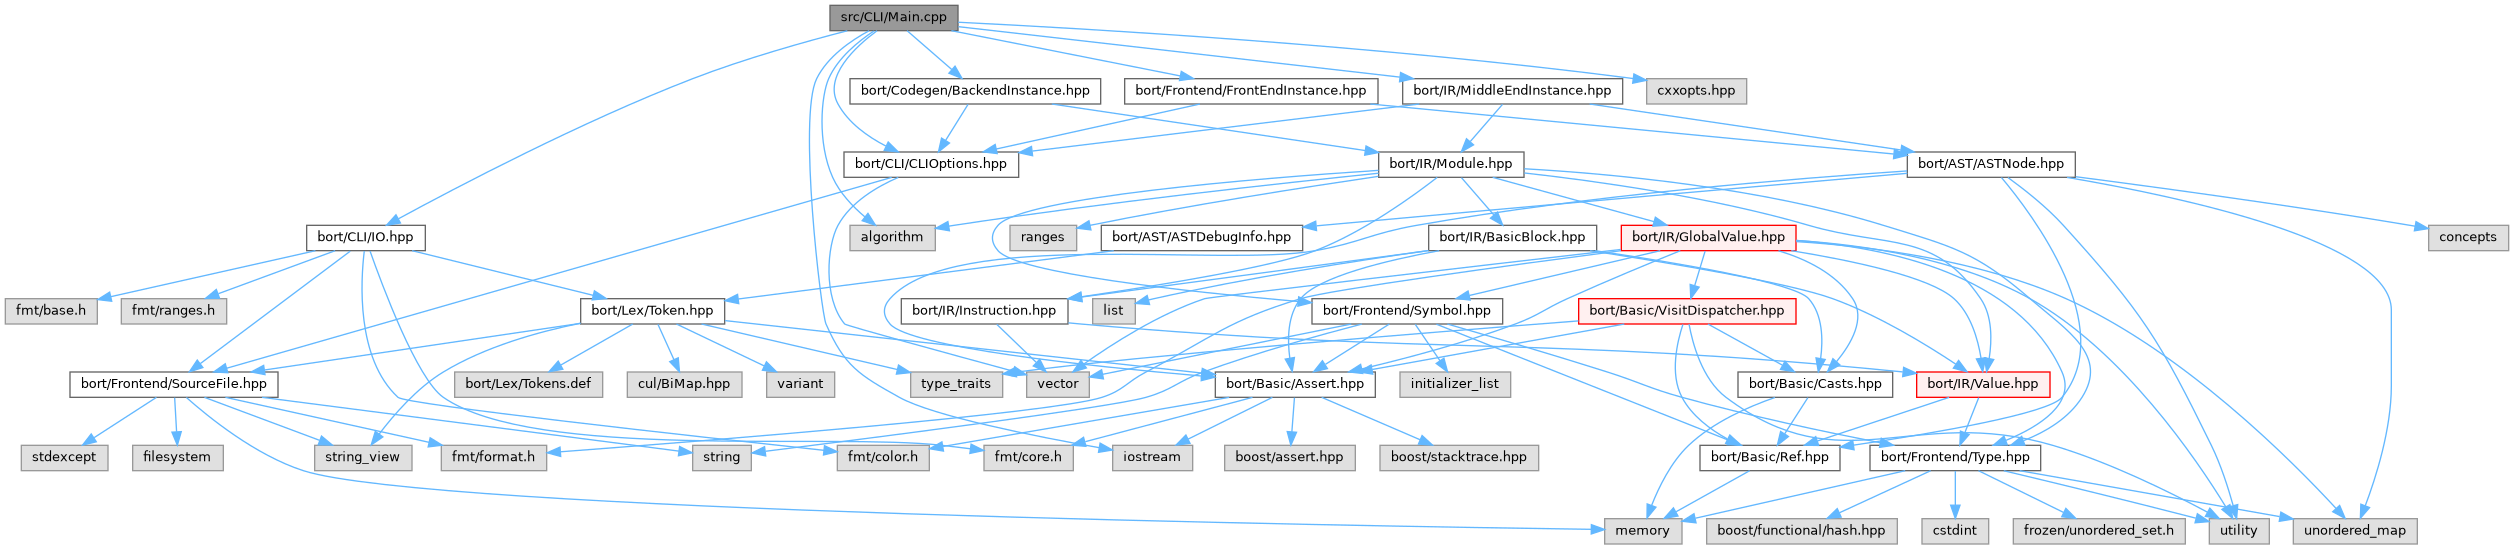 src/CLI/Main.cpp
bort/Codegen/BackendInstance.hpp
bort/Frontend/FrontEndInstance.hpp
bort/IR/MiddleEndInstance.hpp
cxxopts.hpp
bort/CLI/CLIOptions.hpp
bort/IR/Module.hpp
bort/AST/ASTNode.hpp
bort/CLI/IO.hpp
algorithm
ranges
bort/AST/ASTDebugInfo.hpp
bort/IR/BasicBlock.hpp
bort/IR/GlobalValue.hpp
concepts
fmt/base.h
fmt/ranges.h
bort/Lex/Token.hpp
bort/IR/Instruction.hpp
list
bort/Frontend/Symbol.hpp
bort/Basic/VisitDispatcher.hpp
bort/Frontend/SourceFile.hpp
bort/Lex/Tokens.def
cul/BiMap.hpp
variant
type_traits
vector
bort/Basic/Assert.hpp
initializer_list
bort/Basic/Casts.hpp
bort/IR/Value.hpp
stdexcept
filesystem
string_view
fmt/format.h
string
fmt/color.h
fmt/core.h
iostream
boost/assert.hpp
boost/stacktrace.hpp
bort/Basic/Ref.hpp
bort/Frontend/Type.hpp
memory
boost/functional/hash.hpp
cstdint
frozen/unordered_set.h
utility
unordered_map